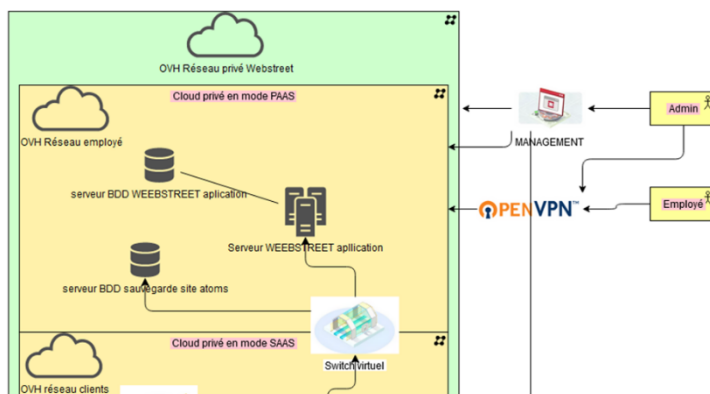 OVH Réseau privé Webstreet
Cloud privé en mode PAAS
OVH Réseau employé
MANAGEMENT
Admin
serveur BDD WEEBSTREET aplication
OPENVPN™
Employé
Serveur WEEBSTREET apllication
serveur BDD sauvegarde site atoms
Cloud privé en mode SAAS
Switch virtuel
OVH réseau clients